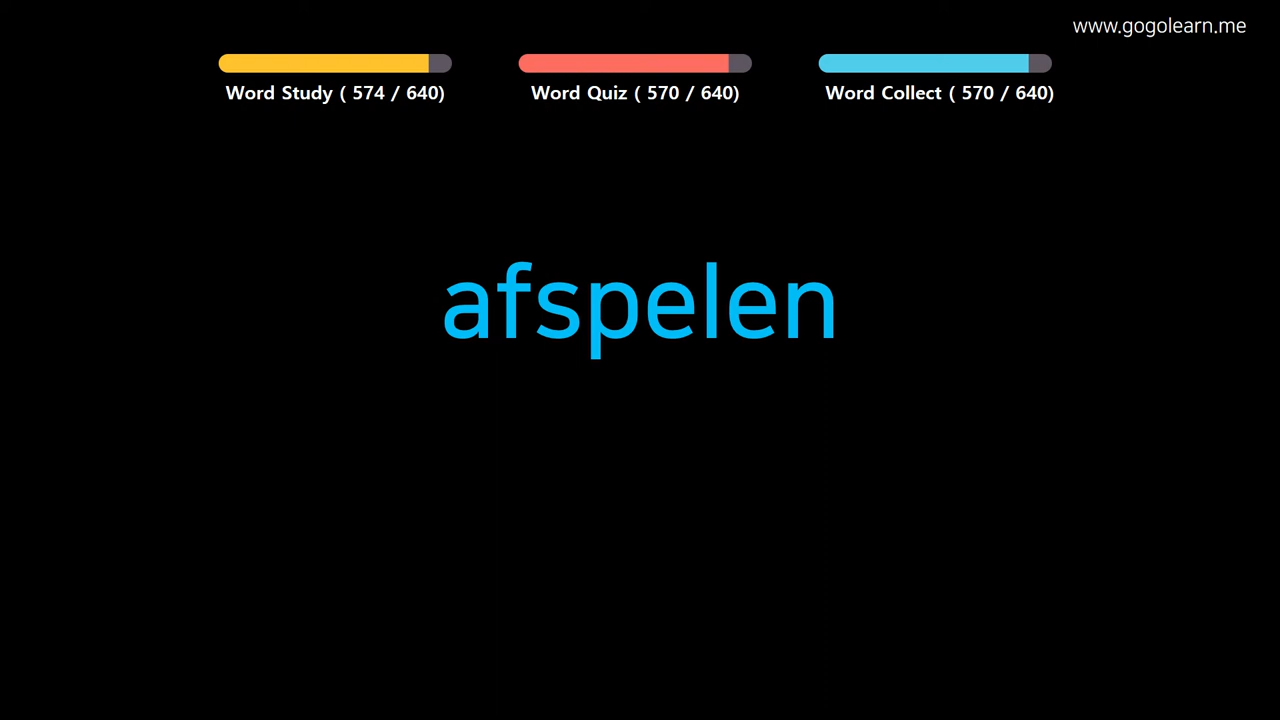 www.gogolearn.me
Word Study ( 574 / 640)
Word Quiz ( 570 / 640)
Word Collect ( 570 / 640)
afspelen